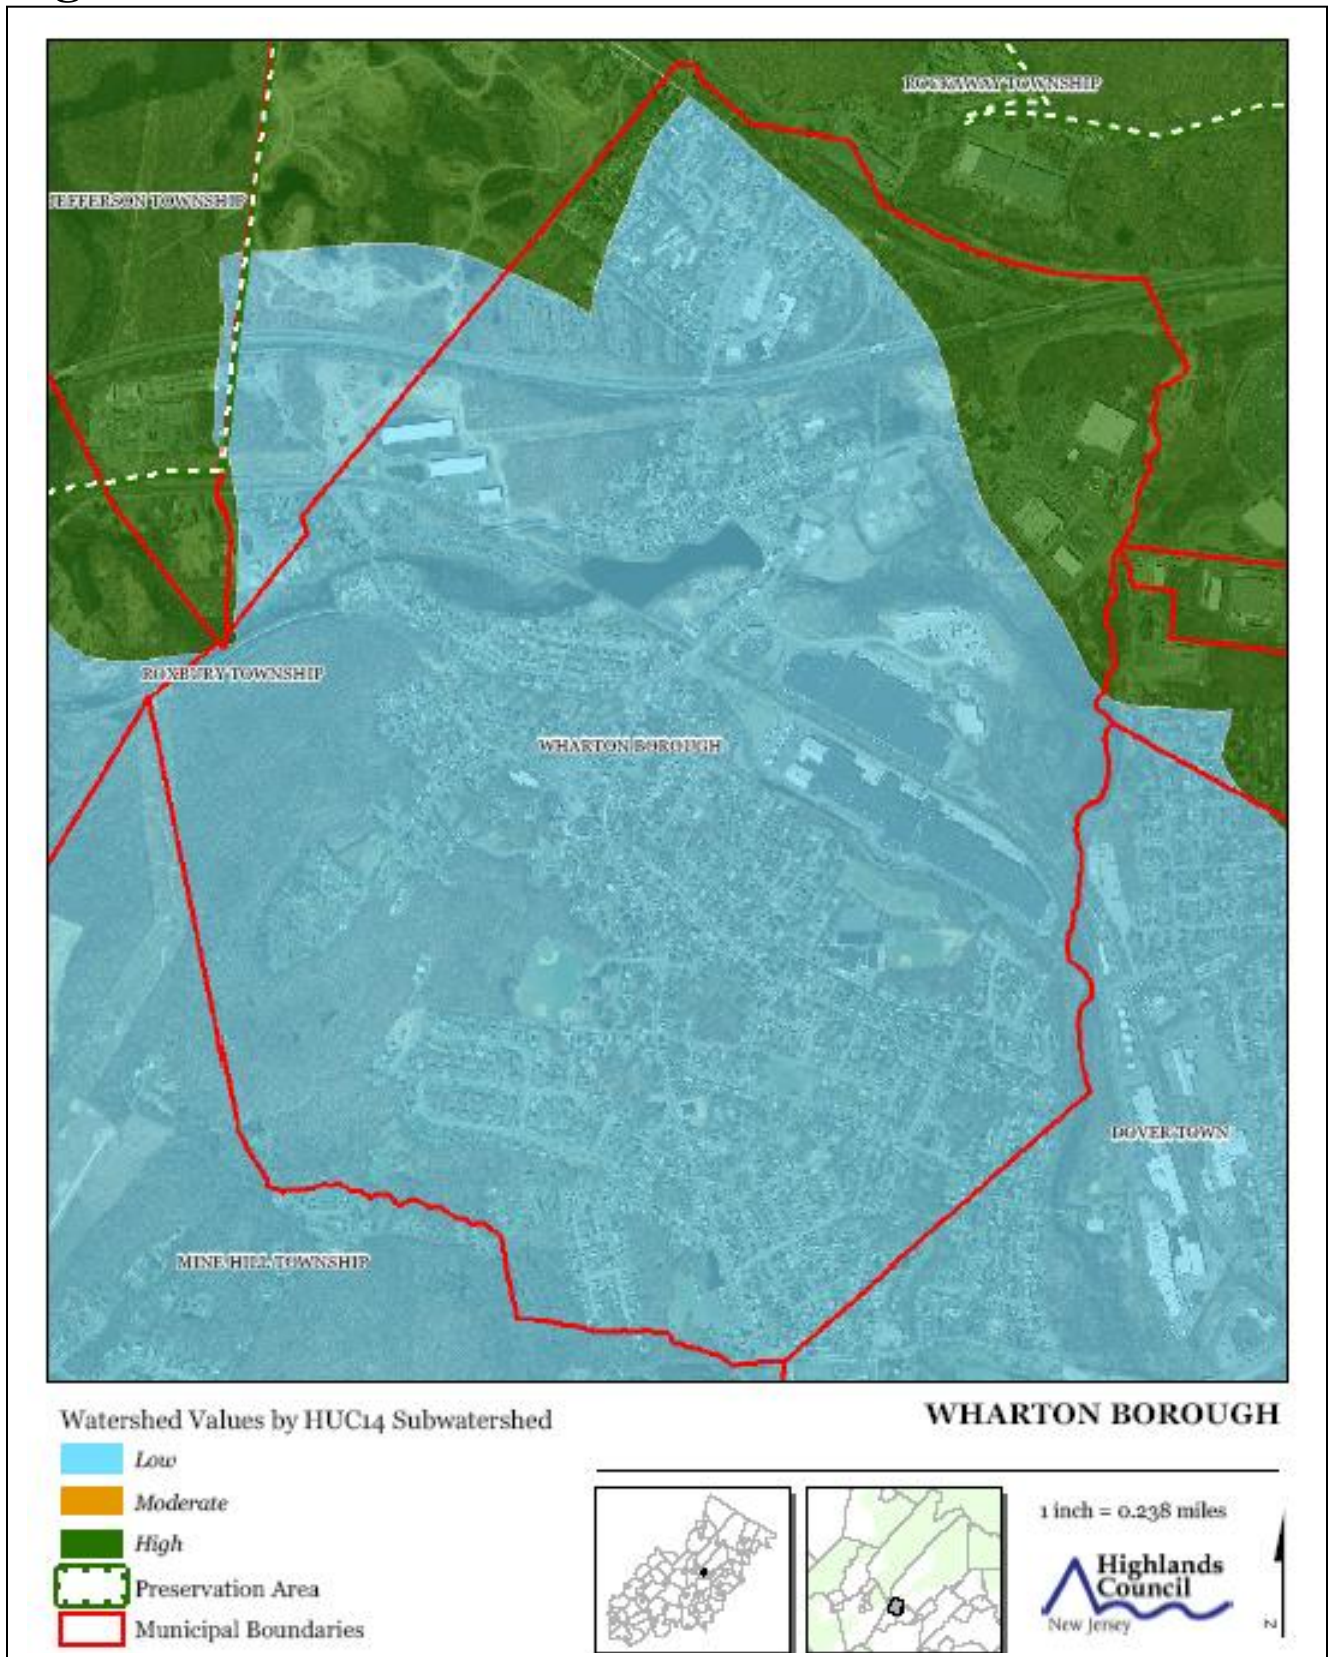 ROCKAWAY TOWNSHIP
JEFFERSON TOWNSHIP
ROXBURY TOWNSHIP
WHARTON BOROUGH
DOVER TOWN
MINE HILL TOWNSHIP
Watershed Values by HUC14 Subwatershed
Low
Moderate
High
Preservation Area
Municipal Boundaries
WHARTON BOROUGH
1 inch = 0.238 miles
Highlands
Council
New Jersey
N